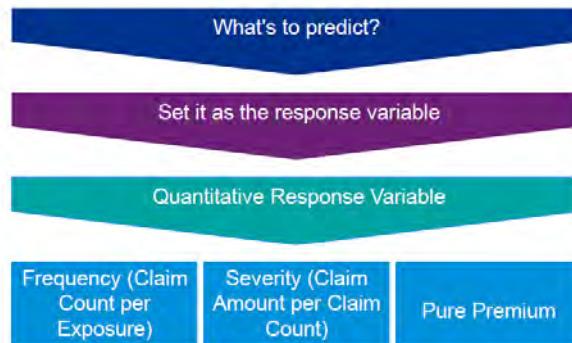 What's to predict?
Set it as the response variable
Quantitative Response Variable
Frequency (Claim
Count per
Exposure)
Severity (Claim
Amount per Claim
Count)
Pure Premium